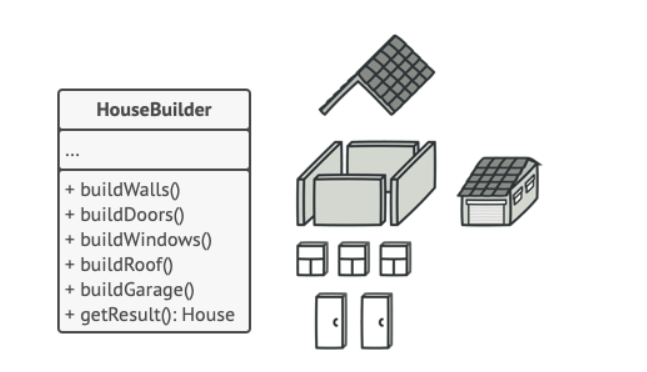 HouseBuilder
...
+ buildWalls()
+ buildDoors()
+ buildWindows()
+ buildRoof()
+ buildGarage()
+ getResult(): House